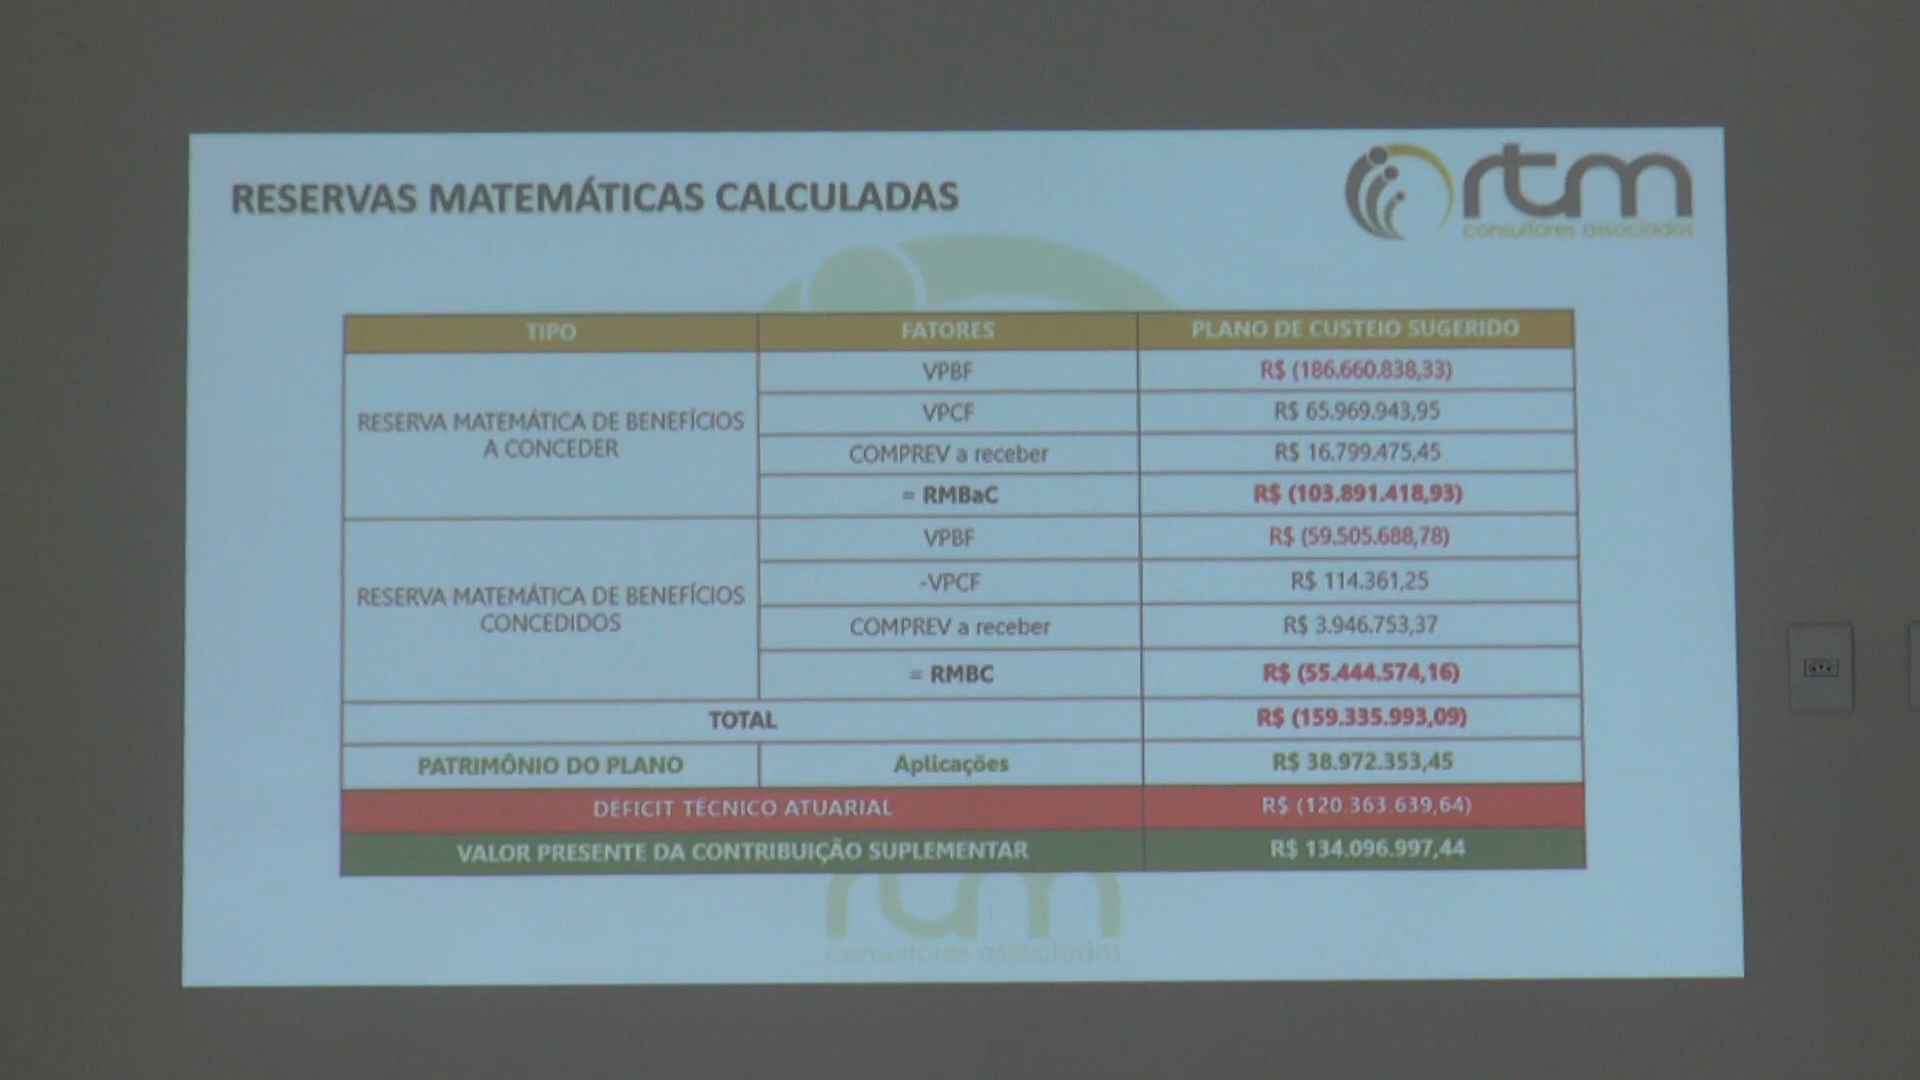 RESERVAS MATEMÁTICAS CALCULADAS
rtm
consultores associados
TIPO FATORES PLANO DE CUSTEIO SUGERIDO
RESERVA MATEMÁTICA DE BENEFÍCIOS
A CONCEDER
VPBF R$ (186.660.838,33)
VPCF R$ 65.969.943,95
COMPREV a receber R$ 16.799.475,45
= RMBaC R$ (103.891.418,93)
RESERVA MATEMÁTICA DE BENEFÍCIOS
CONCEDIDOS
VPBF R$ (59.505.688,78)
-VPCF R$ 114.361,25
COMPREV a receber R$ 3.946.753,37
= RMBC R$ (55.444.574,16)
TOTAL R$ (159.335.993,09)
PATRIMÔNIO DO PLANO Aplicações R$ 38.972.353,45
DÉFICIT TÉCNICO ATUARIAL R$ (120.363.639,64)
VALOR PRESENTE DA CONTRIBUIÇÃO SUPLEMENTAR R$ 134.096.997,44
rtm
consultores associados